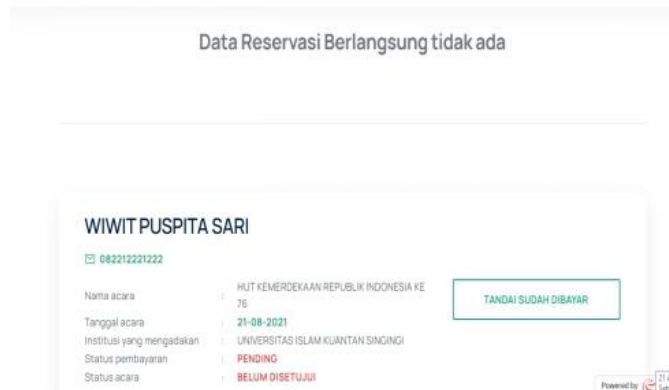 Data Reservasi Berlangsung tidak ada
WIWIT PUSPITA SARI
082212221222
Nama acara : HUT KEMERDEKAAN REPUBLIK INDONESIA KE
76
TANDAI SUDAH DIBAYAR
Tanggal acara : 21-08-2021
Institusi yang mengadakan : UNIVERSITAS ISLAM KUANTAN SINGINGI
Status pembayaran : PENDING
Status acara : BELUM DISETUJUI
Powered by